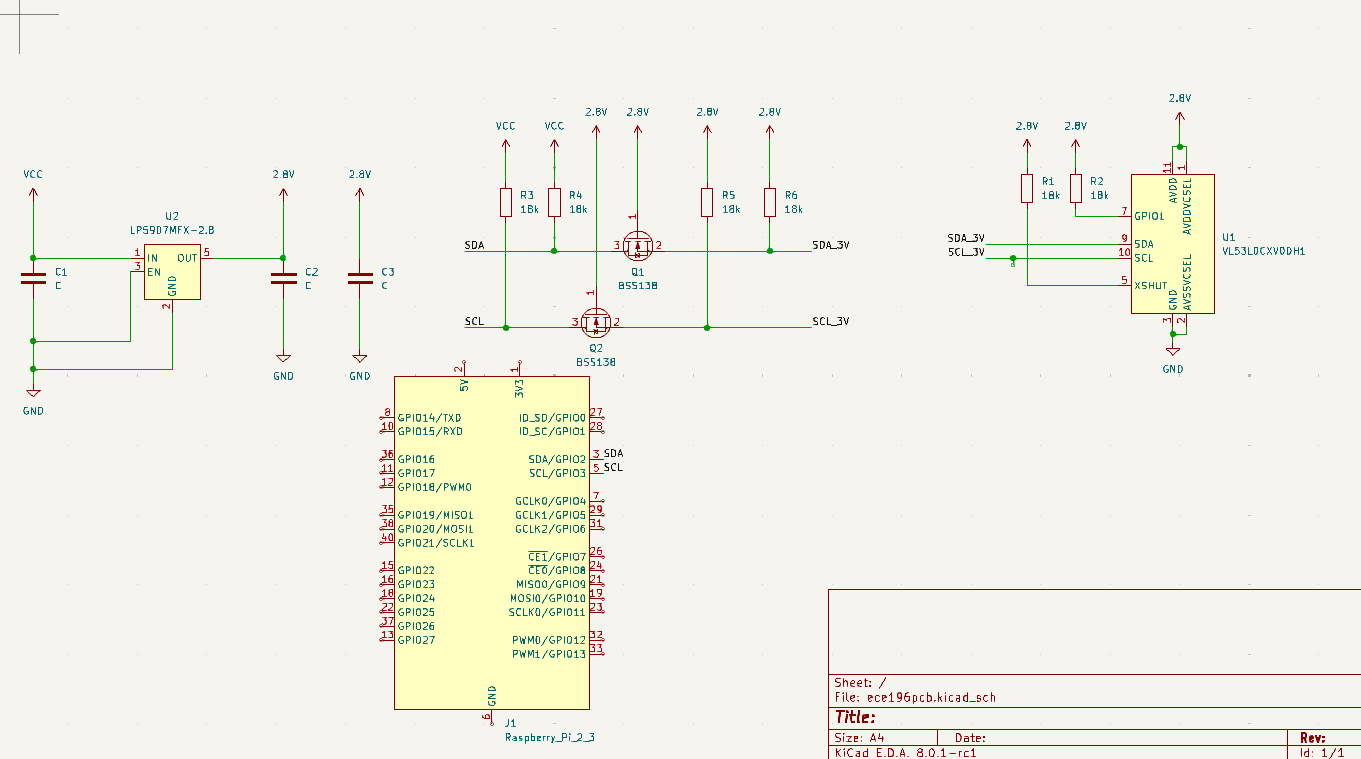 VCC
U2
LP5907MFX-2.8
1 IN OUT 5
3 EN
GND
2
C1
C
GND
2.8V
C2
C
GND
2.8V
C3
C
GND
VCC
R3
18k
VCC
R4
18k
2.8V
2.8V
2.8V
R5
18k
2.8V
R6
18k
SDA
3 1 2
Q1
BSS138
SDA_3V
SCL
3 1 2
Q2
BSS138
SCL_3V
2.8V
2.8V
R1
18k
2.8V
R2
18k
11 1
AVDD
AVDDVCSEL
7 GPIO1
SDA_3V
9 SDA
SCL_3V
10 SCL
5 XSHUT
GND
AVSSVCSEL
3 2
U1
VL53L0CXV0DH1
GND
2 1
5V 3V3
8 GPIO14/TXD
10 GPIO15/RXD
36 GPIO16
11 GPIO17
12 GPIO18/PWM0
35 GPIO19/MISO1
38 GPIO20/MOSI1
40 GPIO21/SCLK1
15 GPIO22
16 GPIO23
18 GPIO24
22 GPIO25
37 GPIO26
13 GPIO27
ID_SD/GPIO0 27
ID_SC/GPIO1 28
SDA/GPIO2 3 SDA
SCL/GPIO3 5 SCL
GCLK0/GPIO4 7
GCLK1/GPIO5 29
GCLK2/GPIO6 31
CE1/GPIO7 26
CE0/GPIO8 24
MISO0/GPIO9 21
MOSI0/GPIO10 19
SCLK0/GPIO11 23
PWM0/GPIO12 32
PWM1/GPIO13 33
GND
6
J1
Raspberry_Pi_2_3
Sheet: /
File: ece196pcb.kicad_sch
Title:
Size: A4 Date: Rev:
KiCad E.D.A. 8.0.1-rc1 Id: 1/1